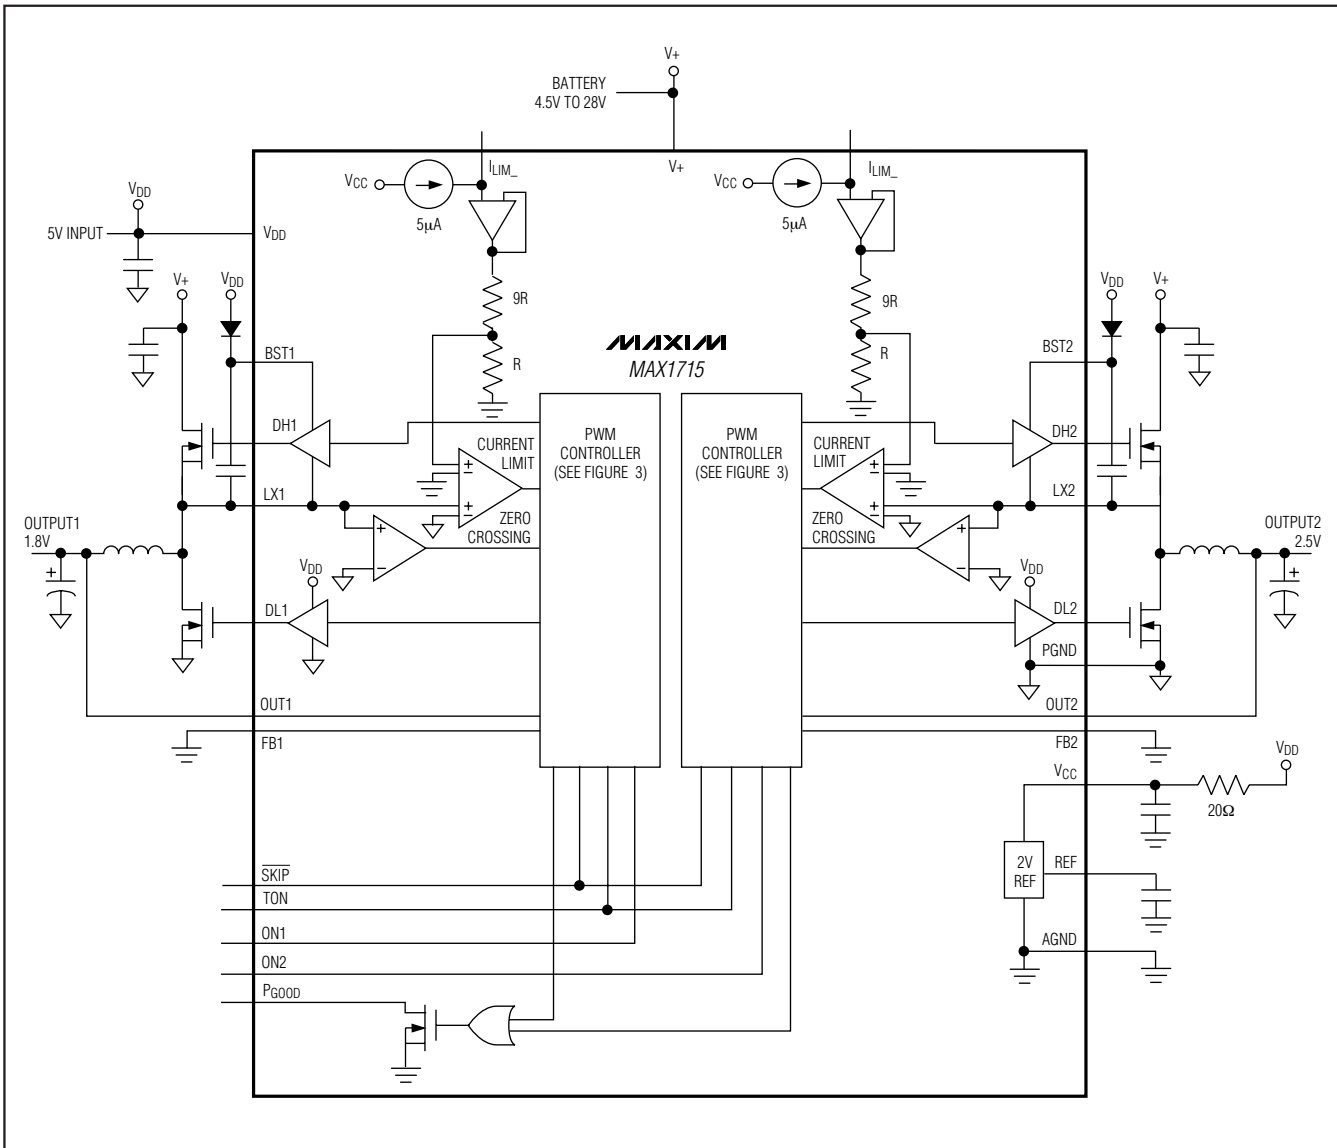 V+
BATTERY
4.5V TO 28V
V+
ILIM_
VCC
5μA
ILIM_
VCC
5μA
VDD
5V INPUT
VDD
V+
VDD
9R
R
9R
R
VDD
V+
MAXIM
MAX1715
BST1
BST2
DH1
DH2
PWM
CONTROLLER
(SEE FIGURE 3)
PWM
CONTROLLER
(SEE FIGURE 3)
CURRENT
LIMIT
+
−
+
−
CURRENT
LIMIT
+
−
+
−
LX1
LX2
ZERO
CROSSING
+
−
ZERO
CROSSING
+
−
OUTPUT1
1.8V
+
OUTPUT2
2.5V
+
VDD
DL1
VDD
DL2
PGND
OUT1
OUT2
FB1
FB2
VCC
VDD
20Ω
2V
REF
REF
AGND
SKIP
TON
ON1
ON2
PGOOD